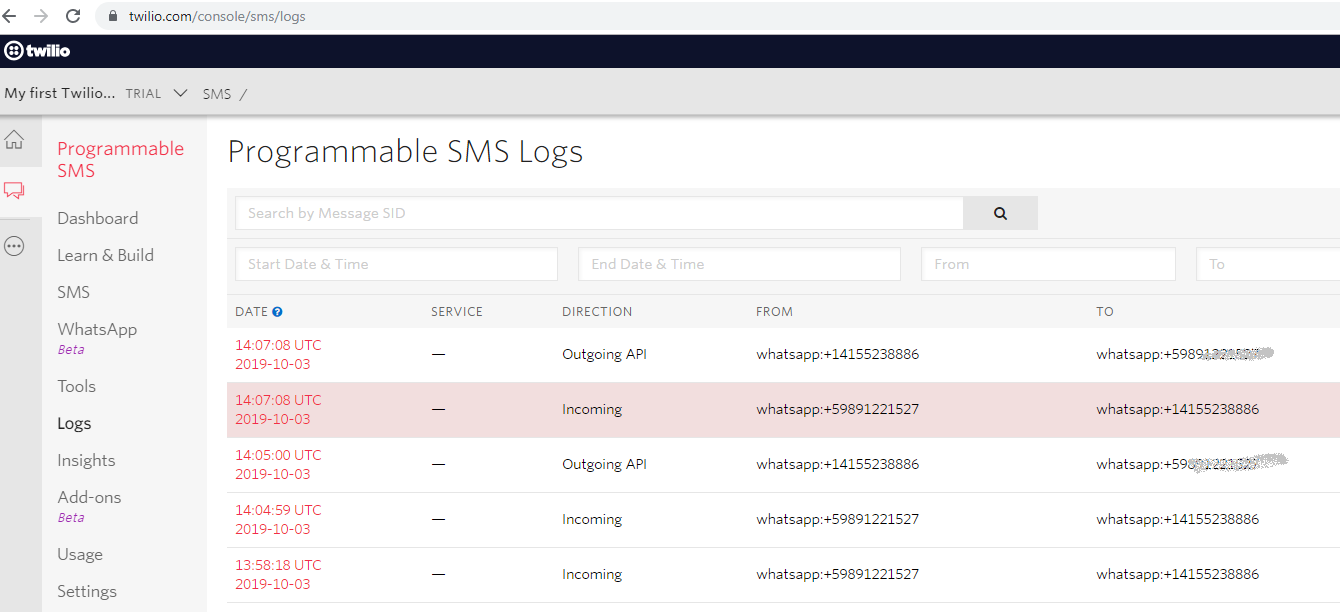 twilio.com/console/sms/logs
twilio
My first Twilio... TRIAL SMS /
Programmable SMS
Dashboard
Learn & Build
SMS
WhatsApp
Beta
Tools
Logs
Insights
Add-ons
Beta
Usage
Settings
Programmable SMS Logs
Search by Message SID
Start Date & Time End Date & Time From To
DATE ? SERVICE DIRECTION FROM TO
14:07:08 UTC
2019-10-03 — Outgoing API whatsapp:+14155238886 whatsapp:+598
14:07:08 UTC
2019-10-03 — Incoming whatsapp:+59891221527 whatsapp:+14155238886
14:05:00 UTC
2019-10-03 — Outgoing API whatsapp:+14155238886 whatsapp:+59
14:04:59 UTC
2019-10-03 — Incoming whatsapp:+59891221527 whatsapp:+14155238886
13:58:18 UTC
2019-10-03 — Incoming whatsapp:+59891221527 whatsapp:+14155238886